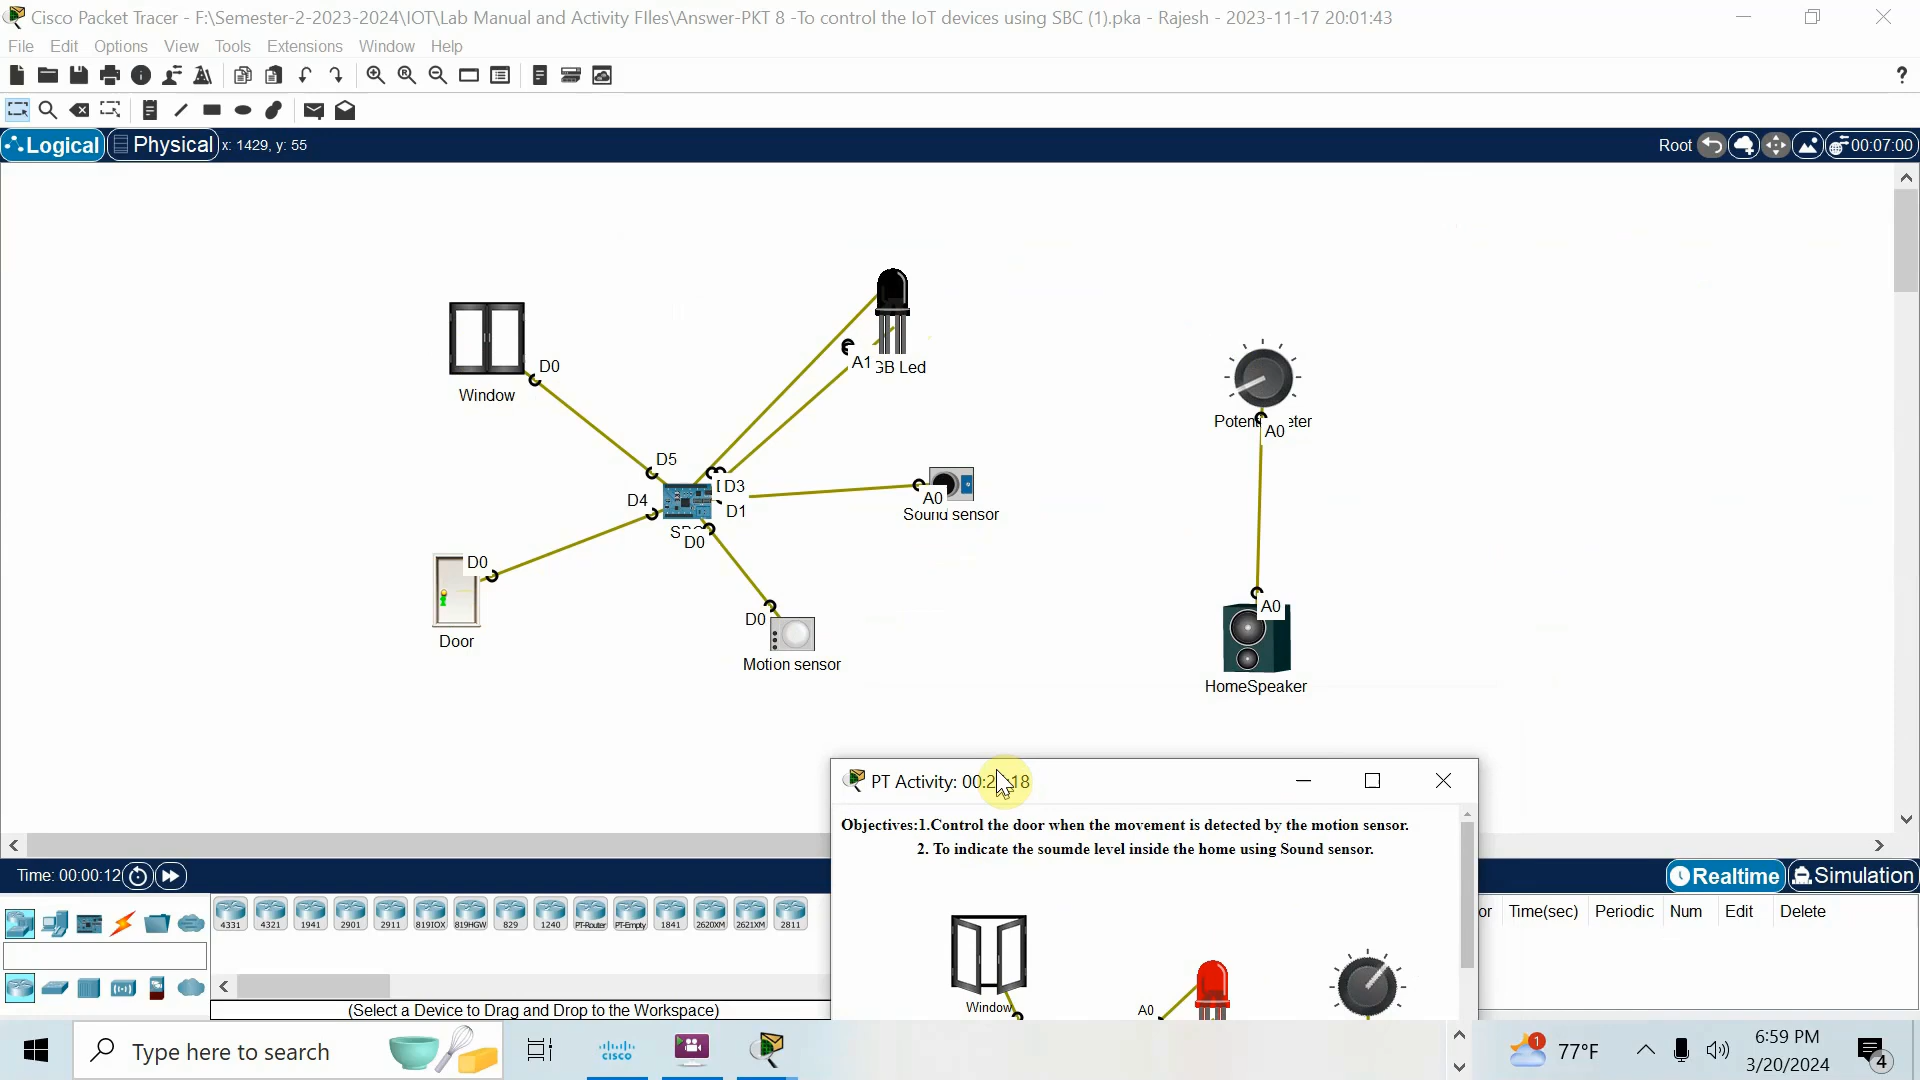 Cisco Packet Tracer - F:\Semester-2-2023-2024\IOT\Lab Manual and Activity FIles\Answer-PKT 8 -To control the IoT devices using SBC (1).pka - Rajesh - 2023-11-17 20:01:43
File Edit Options View Tools Extensions Window Help
?
Logical Physical x: 1429, y: 55 Root 00:07:00
A1
GB Led
D0
Window
A0
D5
D4
D3
D1
D0
A0
Sound sensor
D0
Door
D0
Motion sensor
A0
HomeSpeaker
PT Activity:
Objectives:1.Control the door when the movement is detected by the motion sensor.
2. To indicate the soumde level inside the home using Sound sensor.
Window
A0
Time: 00:00:12
Realtime Simulation
or Time(sec) Periodic Num Edit Delete
4331 4321 1941 2901 2911 819IOX 819HGW 829 1240 PT-Router PT-Empty 1841 2620XM 2621XM 2811
(Select a Device to Drag and Drop to the Workspace)
Type here to search
cisco
1
77°F
6:59 PM
3/20/2024
4